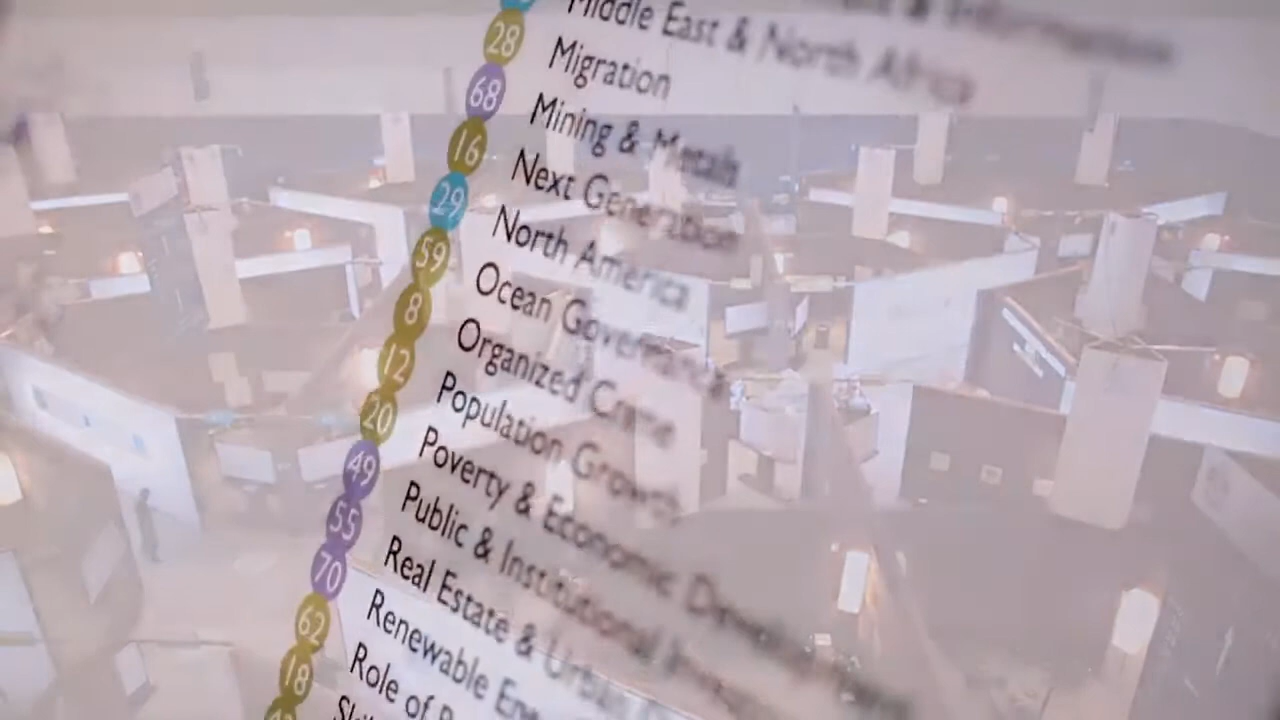 Middle East & North Africa
28 Migration
68 Mining & Metals
16 Next Generation
29 North America
59 Ocean Governance
8 Organized Crime
12 Population Growth
20 Poverty & Economic
49 Public & Institutional
55 Real Estate & Urban
70 Renewable
62 Role of
18